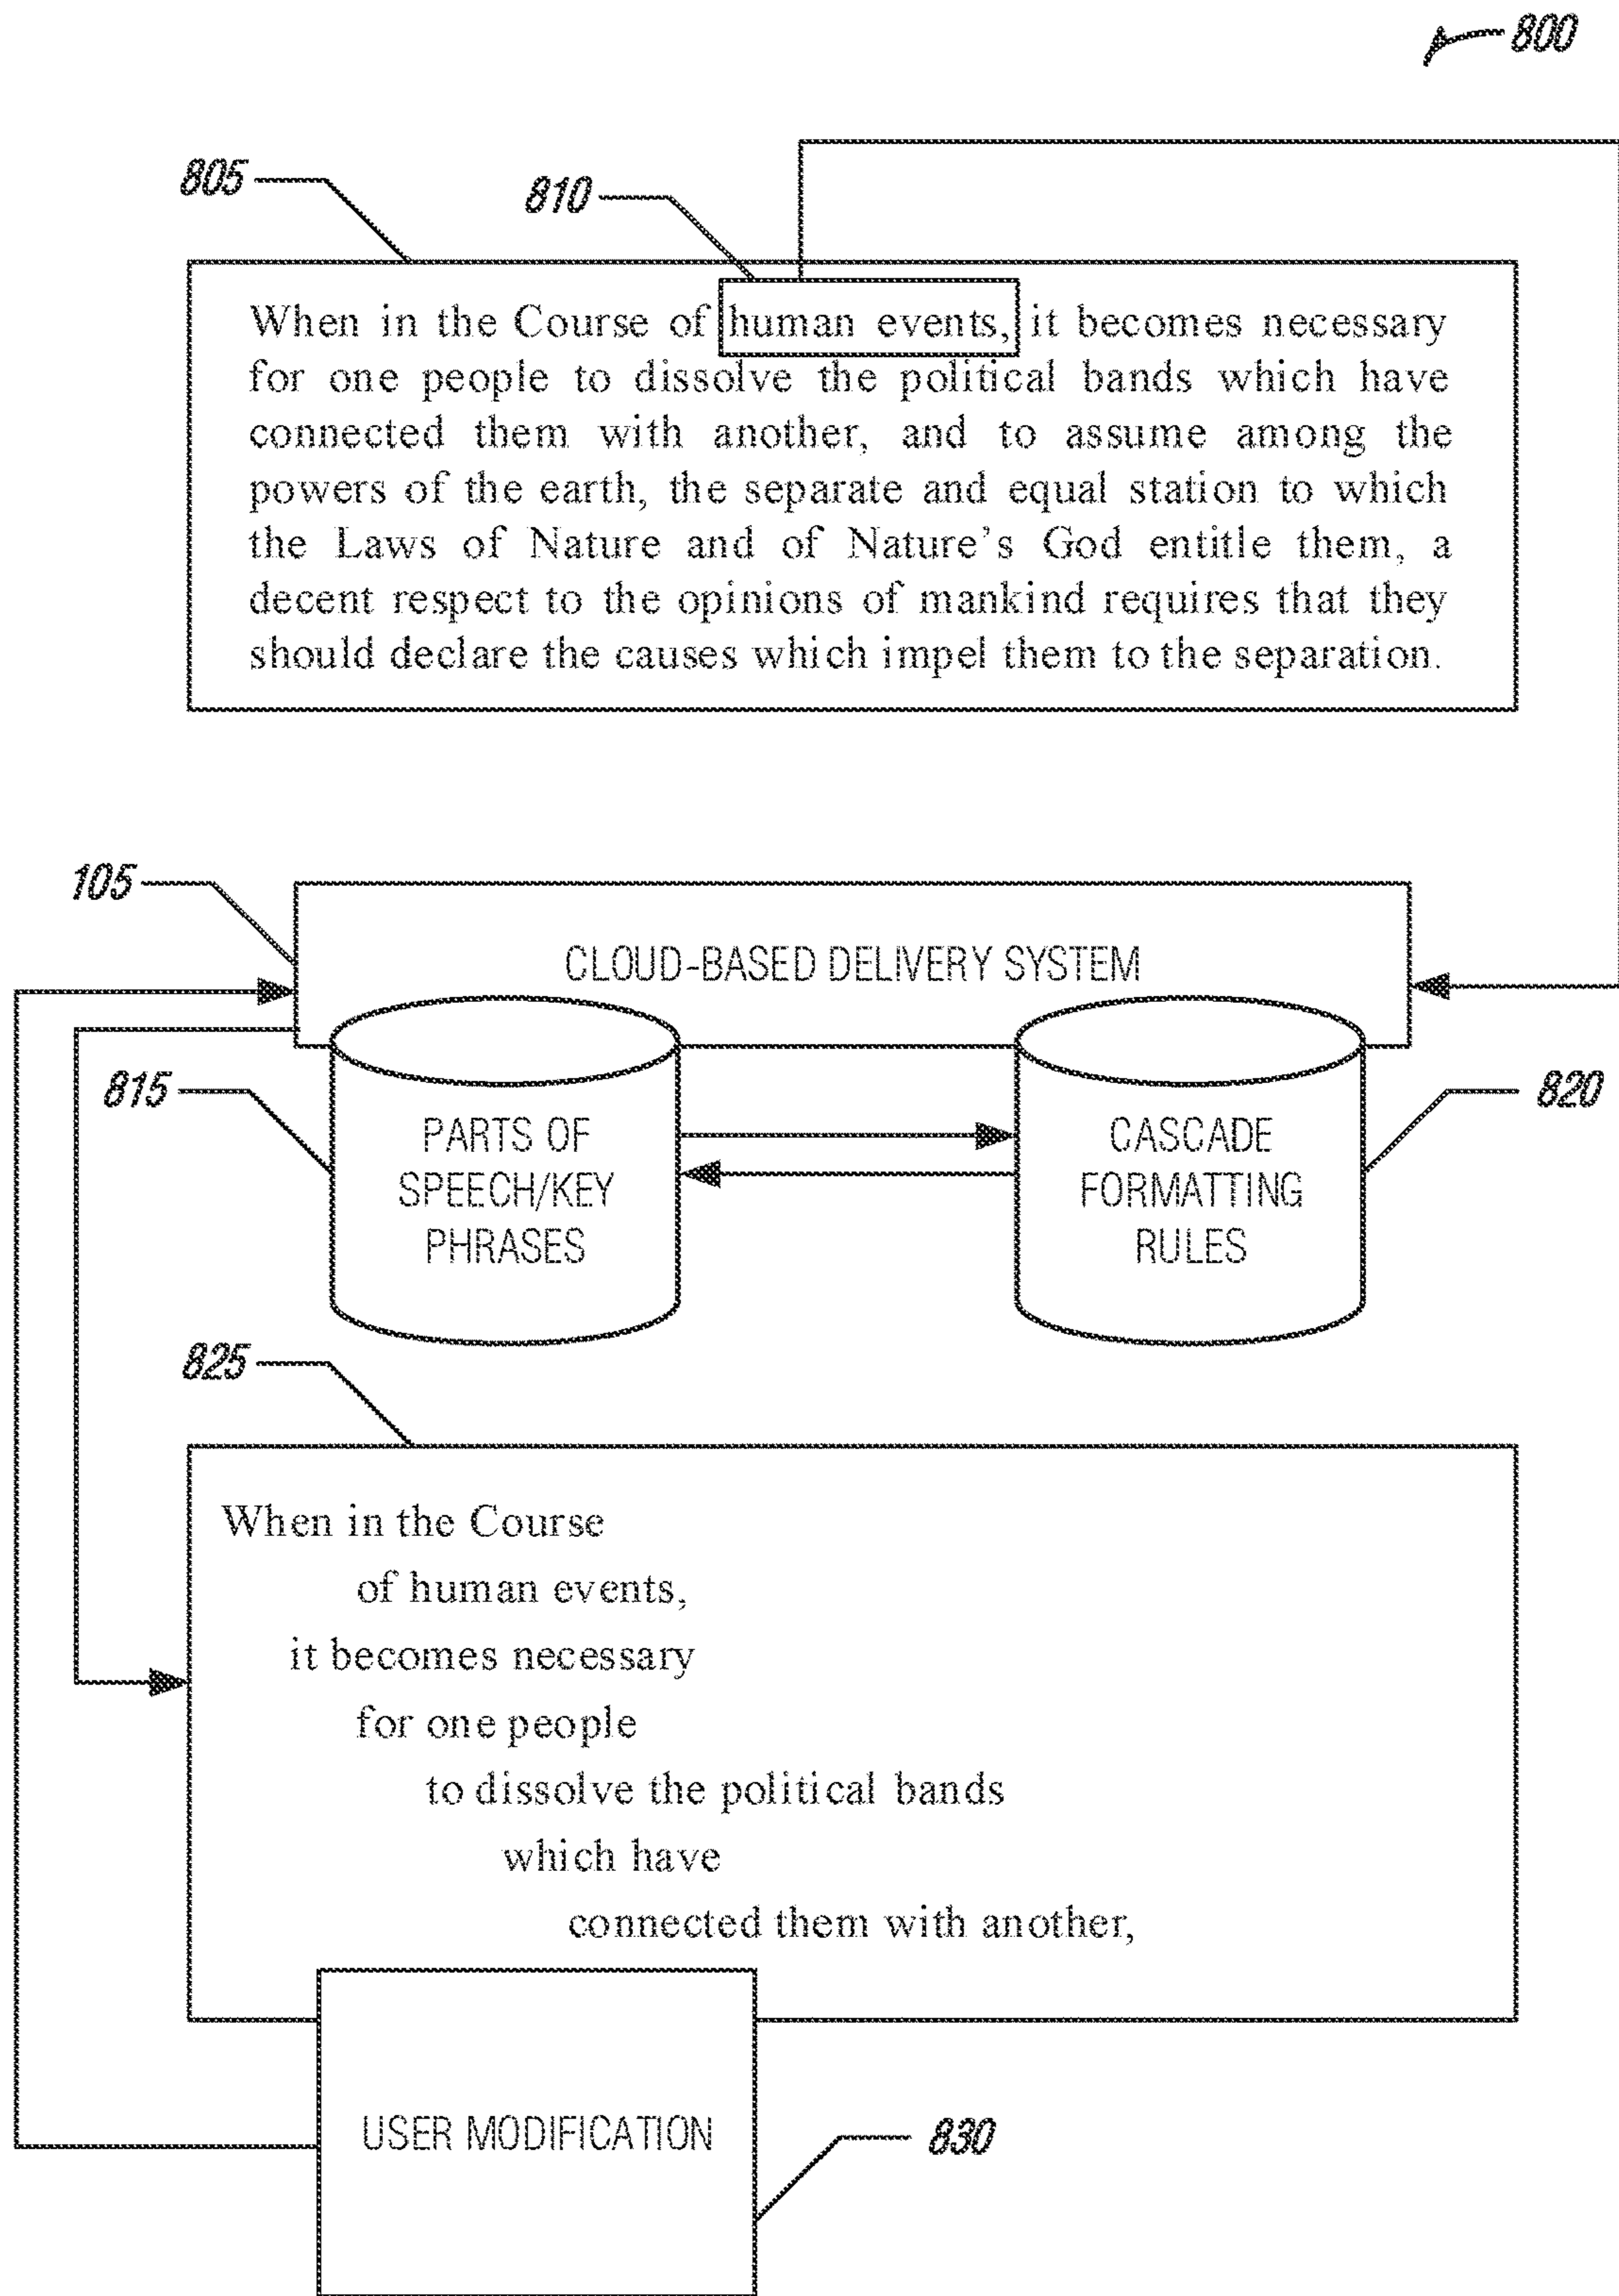 800
805
810
When in the Course of human events, it becomes necessary
for one people to dissolve the political bands which have
connected them with another, and to assume among the
powers of the earth, the separate and equal station to which
the Laws of Nature and of Nature's God entitle them, a
decent respect to the opinions of mankind requires that they
should declare the causes which impel them to the separation.
105
CLOUD-BASED DELIVERY SYSTEM
815
PARTS OF
SPEECH/KEY
PHRASES
CASCADE
FORMATTING
RULES
820
825
When in the Course
of human events,
it becomes necessary
for one people
to dissolve the political bands
which have
connected them with another,
USER MODIFICATION
830